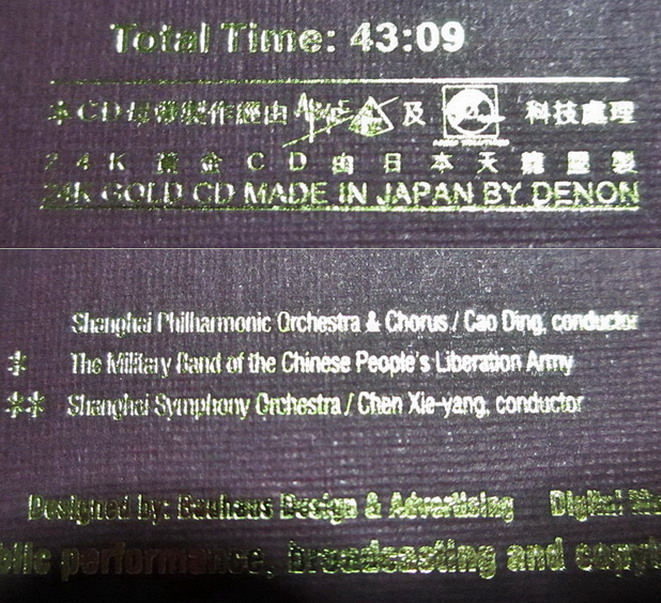 Total Time: 43:09
本CD母帶製作經由 及 科技處理
24K 黃金CD由日本天龍壓製
24K GOLD CD MADE IN JAPAN BY DENON
Shanghai Philharmonic Orchestra & Chorus / Cao Ding, conductor
* The Military Band of the Chinese People's Liberation Army
** Shanghai Symphony Orchestra / Chen Xie-yang, conductor
Designed by: Bauhaus Design & Advertising Digital
performance, broadcasting and